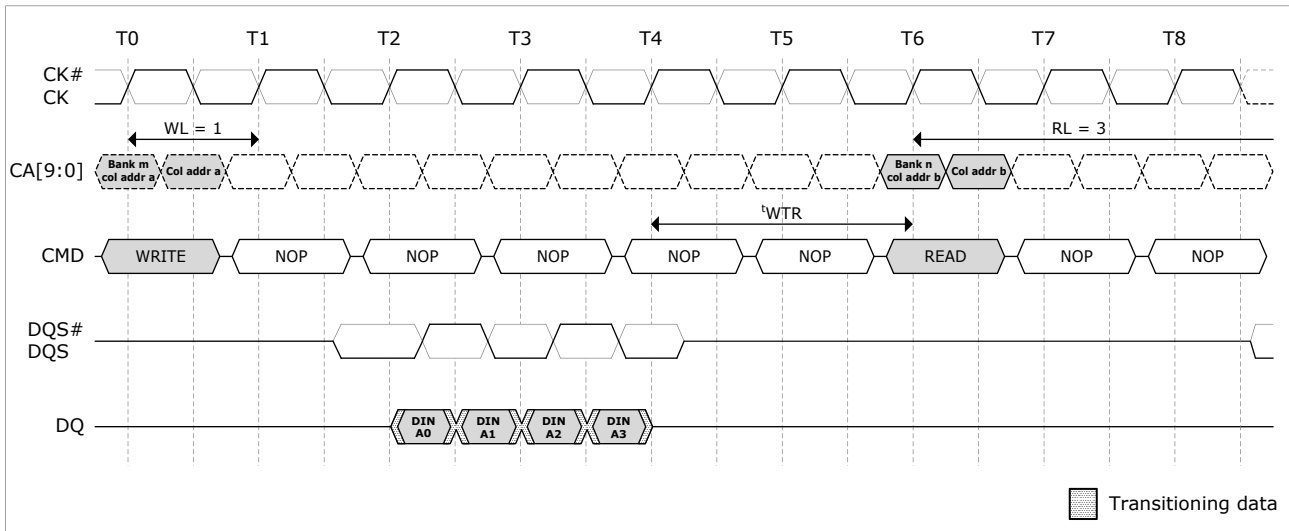 T0 T1 T2 T3 T4 T5 T6 T7 T8
CK#
CK
WL = 1 RL = 3
CA[9:0] Bank m col addr a Col addr a Bank n col addr b Col addr b
tWTR
CMD WRITE NOP NOP NOP NOP NOP READ NOP NOP
DQS#
DQS
DQ DIN A0 DIN A1 DIN A2 DIN A3
Transitioning data